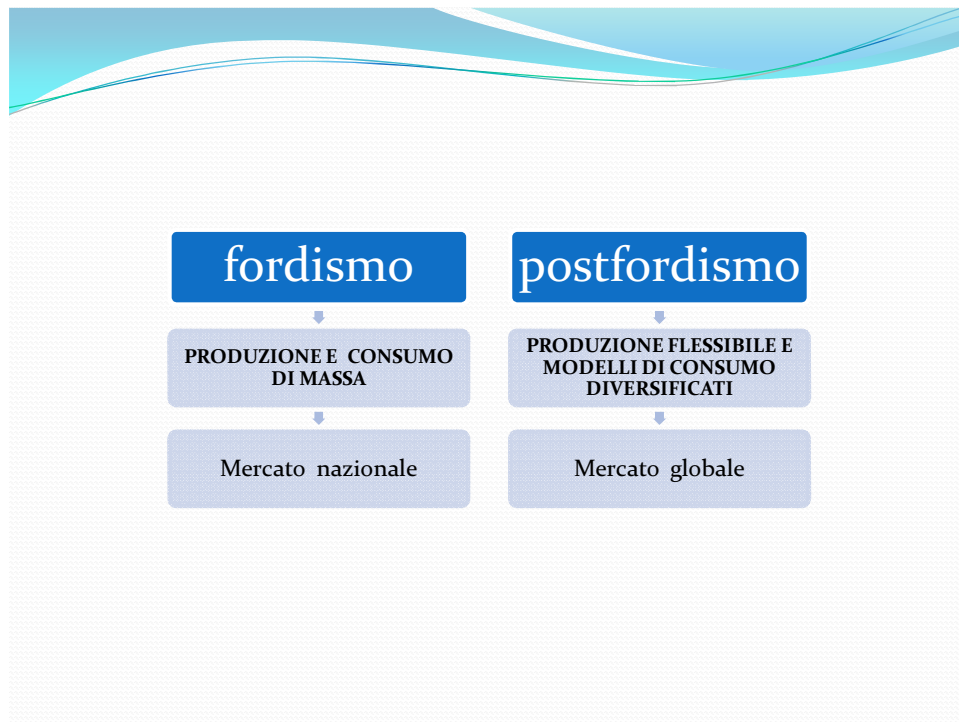 fordismo
PRODUZIONE E CONSUMO
DI MASSA
Mercato nazionale
postfordismo
PRODUZIONE FLESSIBILE E
MODELLI DI CONSUMO
DIVERSIFICATI
Mercato globale